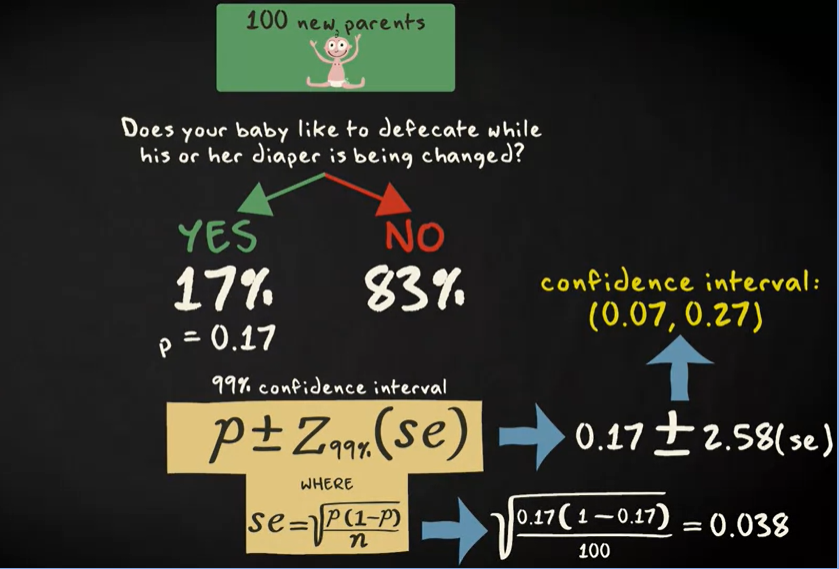 100 new parents
Does your baby like to defecate while
his or her diaper is being changed?
YES
NO
17%
83%
p = 0.17
confidence interval:
(0.07, 0.27)
99% confidence interval
p ± Z99% (se)
0.17 ± 2.58(se)
WHERE
se = √(p(1-p)/n)
√(0.17(1-0.17)/100) = 0.038